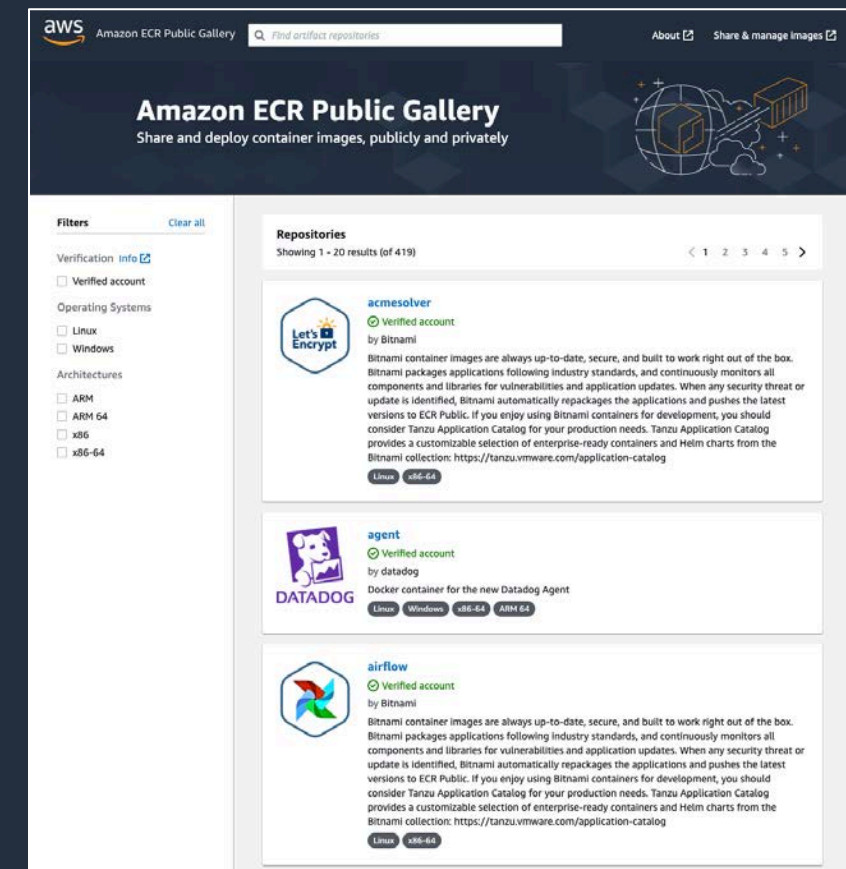 aws Amazon ECR Public Gallery Find artifact repositories About Share & manage images
Amazon ECR Public Gallery
Share and deploy container images, publicly and privately
Filters Clear all
Verification Info
Verified account
Operating Systems
Linux
Windows
Architectures
ARM
ARM 64
x86
x86-64
Repositories
Showing 1 - 20 results (of 419) < 1 2 3 4 5 >
Let's
Encrypt
acmesolver
Verified account
by Bitnami
Bitnami container images are always up-to-date, secure, and built to work right out of the box.
Bitnami packages applications following industry standards, and continuously monitors all
components and libraries for vulnerabilities and application updates. When any security threat or
update is identified, Bitnami automatically repackages the applications and pushes the latest
versions to ECR Public. If you enjoy using Bitnami containers for development, you should
consider Tanzu Application Catalog for your production needs. Tanzu Application Catalog
provides a customizable selection of enterprise-ready containers and Helm charts from the
Bitnami collection: https://tanzu.vmware.com/application-catalog
Linux x86-64
DATADOG
agent
Verified account
by datadog
Docker container for the new Datadog Agent
Linux Windows x86-64 ARM 64
airflow
Verified account
by Bitnami
Bitnami container images are always up-to-date, secure, and built to work right out of the box.
Bitnami packages applications following industry standards, and continuously monitors all
components and libraries for vulnerabilities and application updates. When any security threat or
update is identified, Bitnami automatically repackages the applications and pushes the latest
versions to ECR Public. If you enjoy using Bitnami containers for development, you should
consider Tanzu Application Catalog for your production needs. Tanzu Application Catalog
provides a customizable selection of enterprise-ready containers and Helm charts from the
Bitnami collection: https://tanzu.vmware.com/application-catalog
Linux x86-64